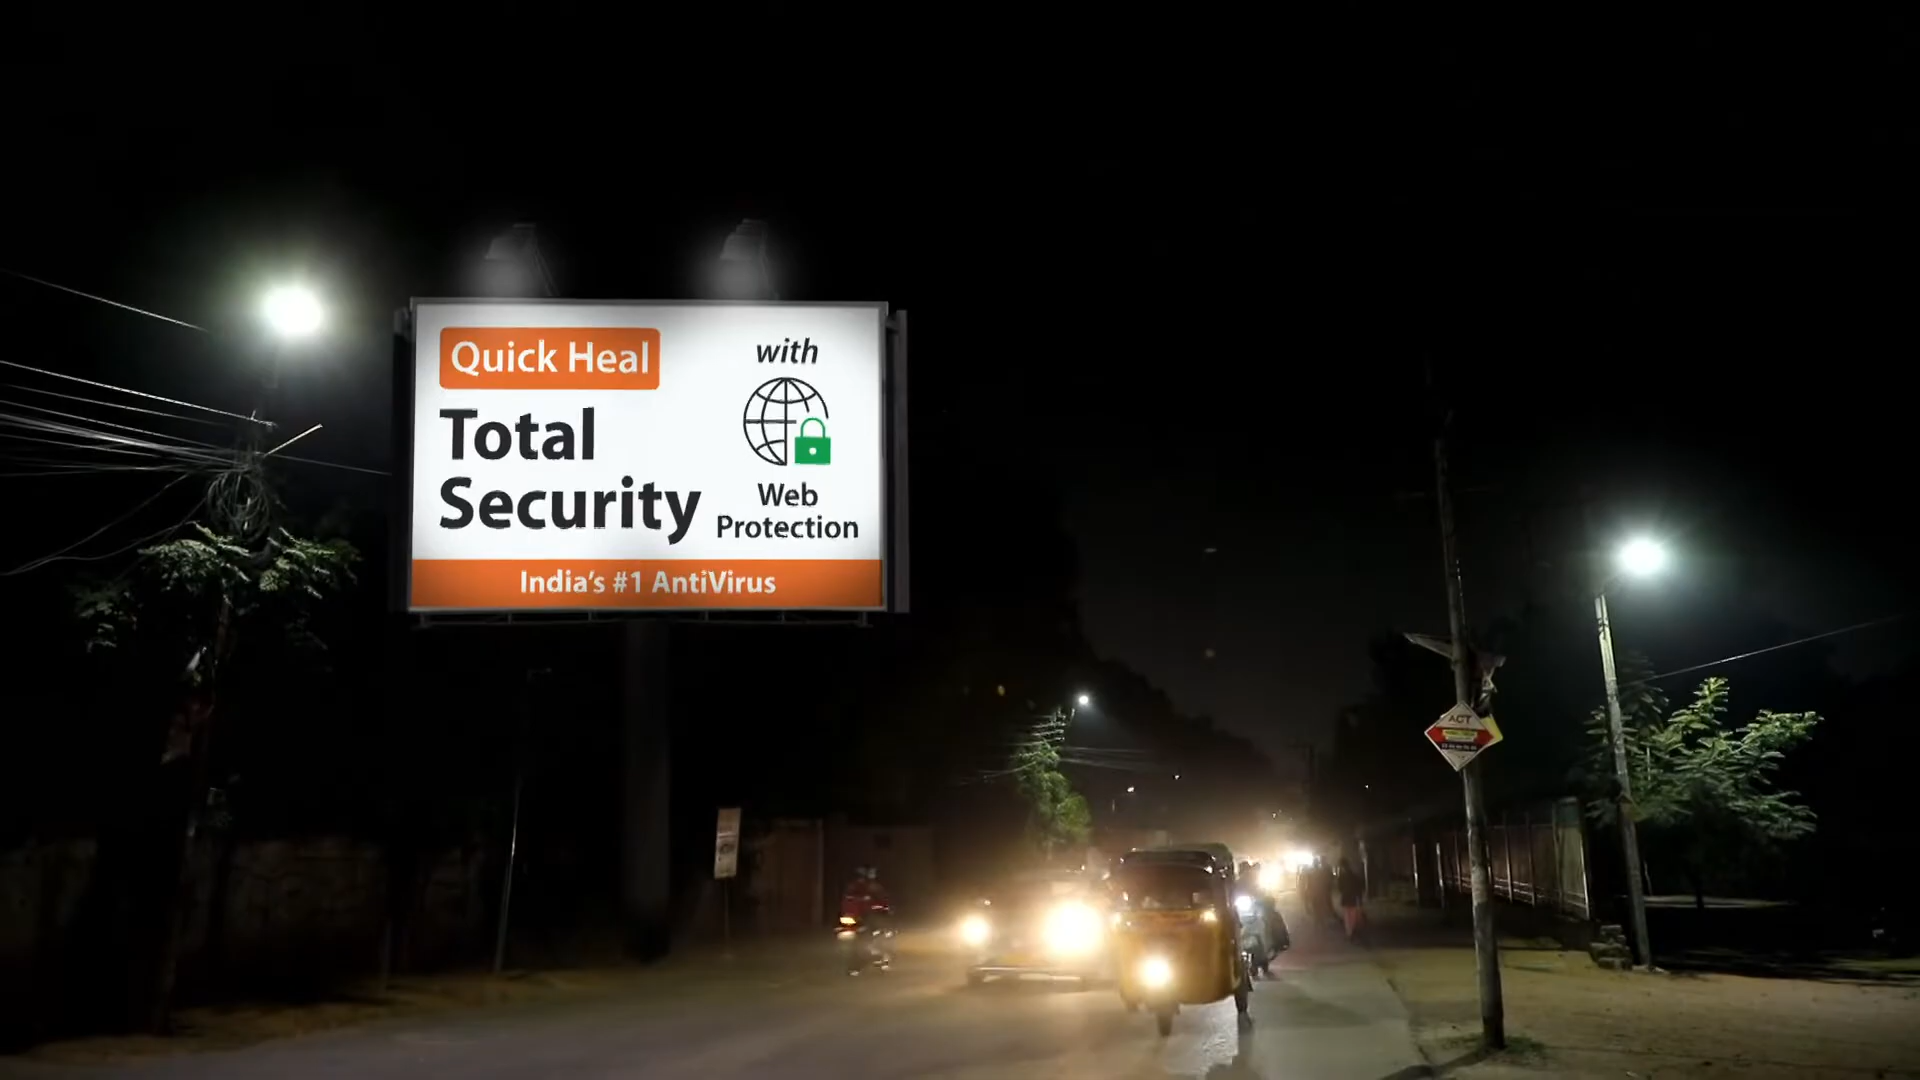 Quick Heal
Total
Security
with
Web
Protection
India's #1 AntiVirus
ACT